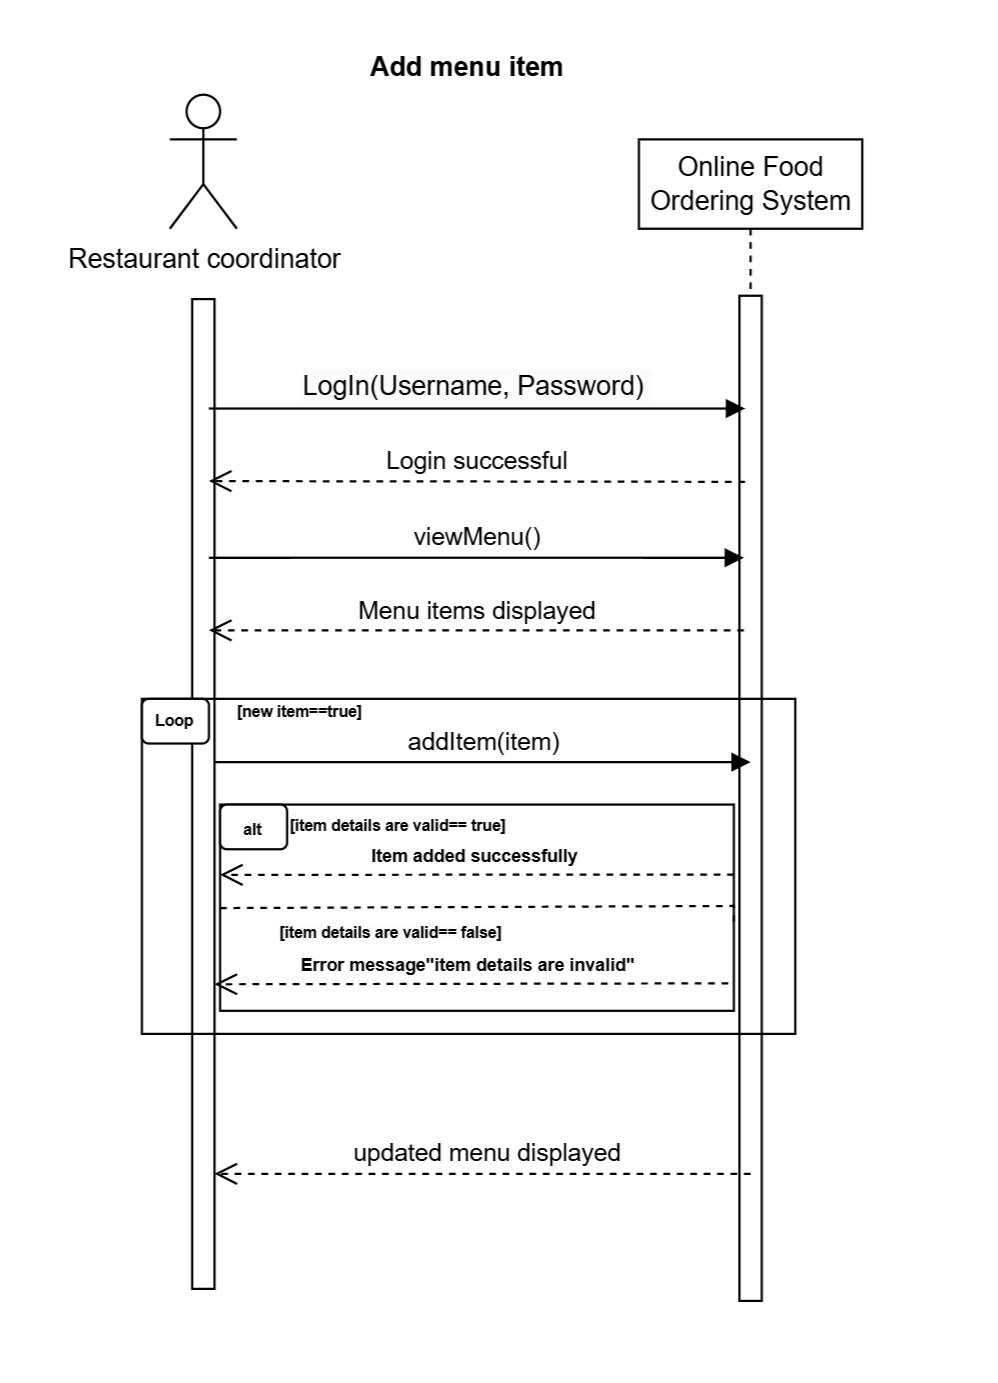 Add menu item
Online Food
Ordering System
Restaurant coordinator
LogIn(Username, Password)
Login successful
viewMenu()
Menu items displayed
Loop
[new item==true]
addItem(item)
alt
[item details are valid== true]
Item added successfully
[item details are valid== false]
Error message"item details are invalid"
updated menu displayed